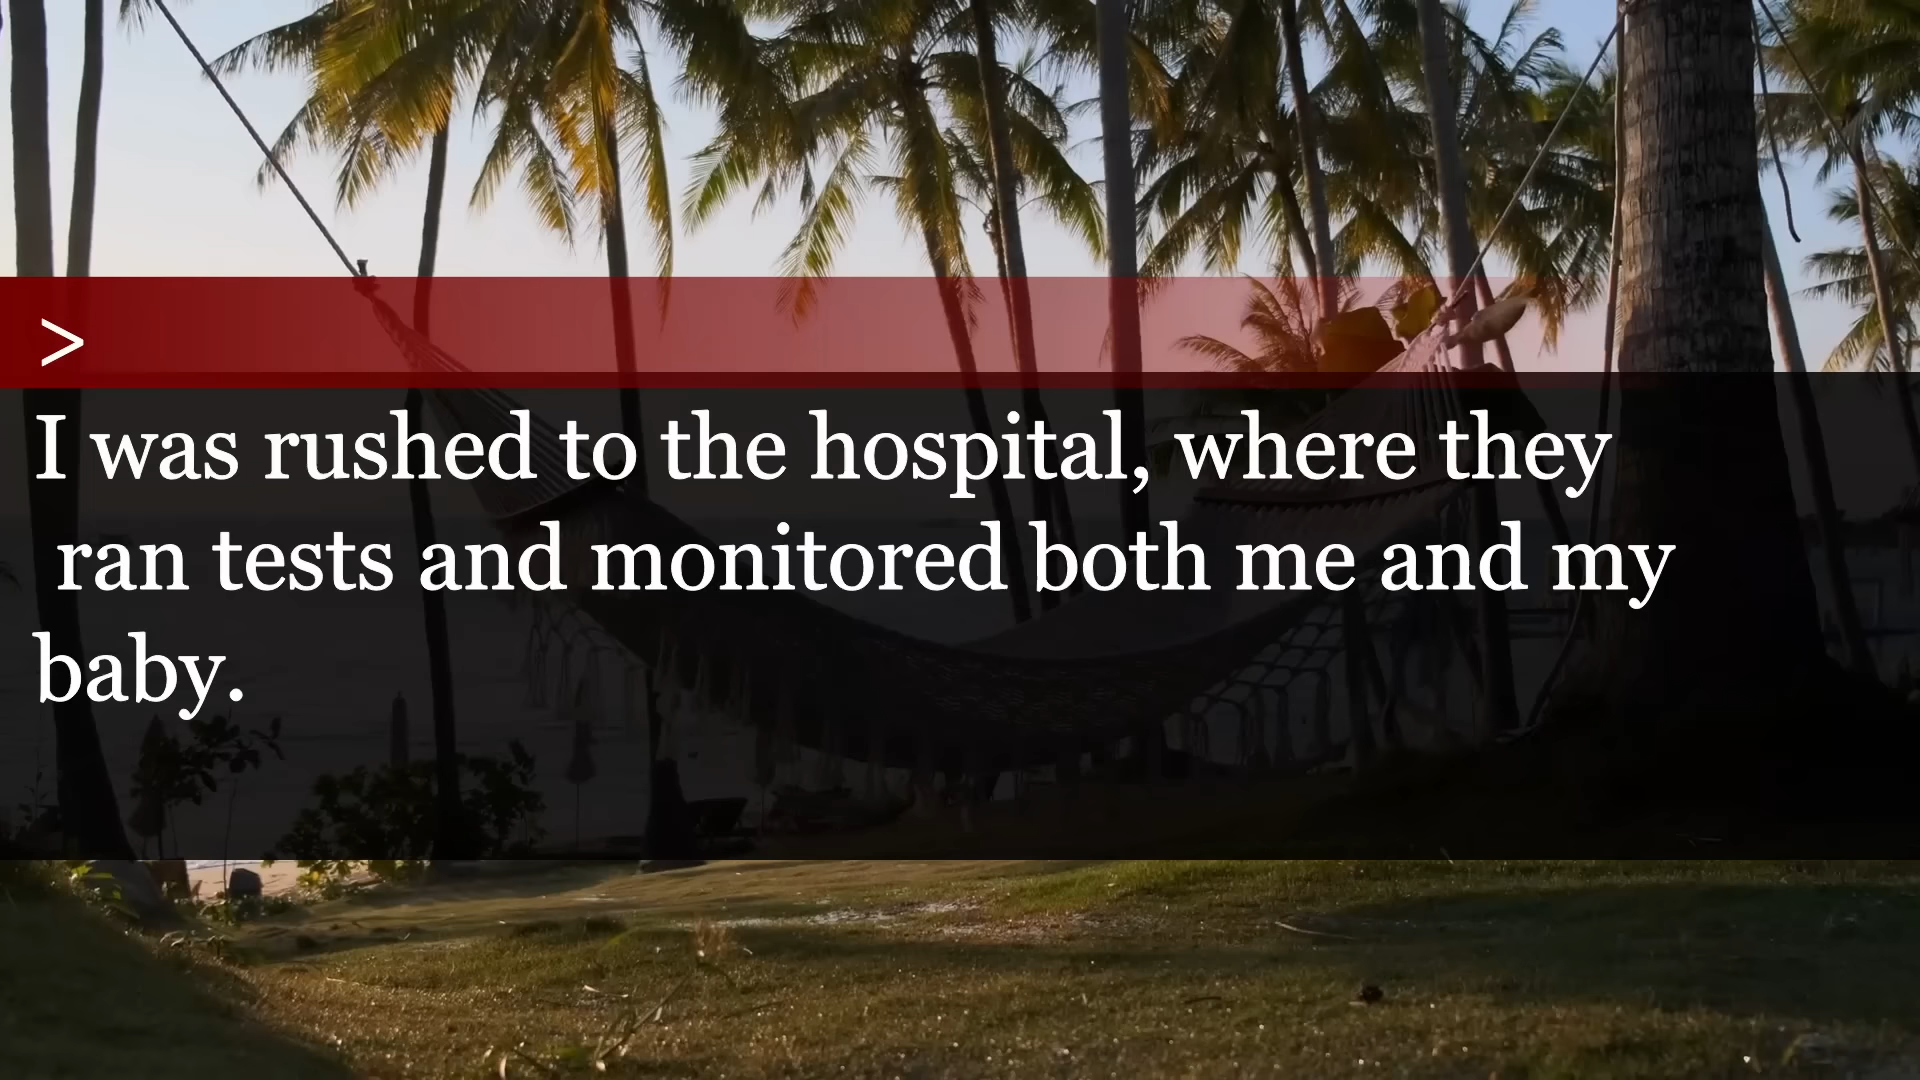 >
I was rushed to the hospital, where they
ran tests and monitored both me and my
baby.